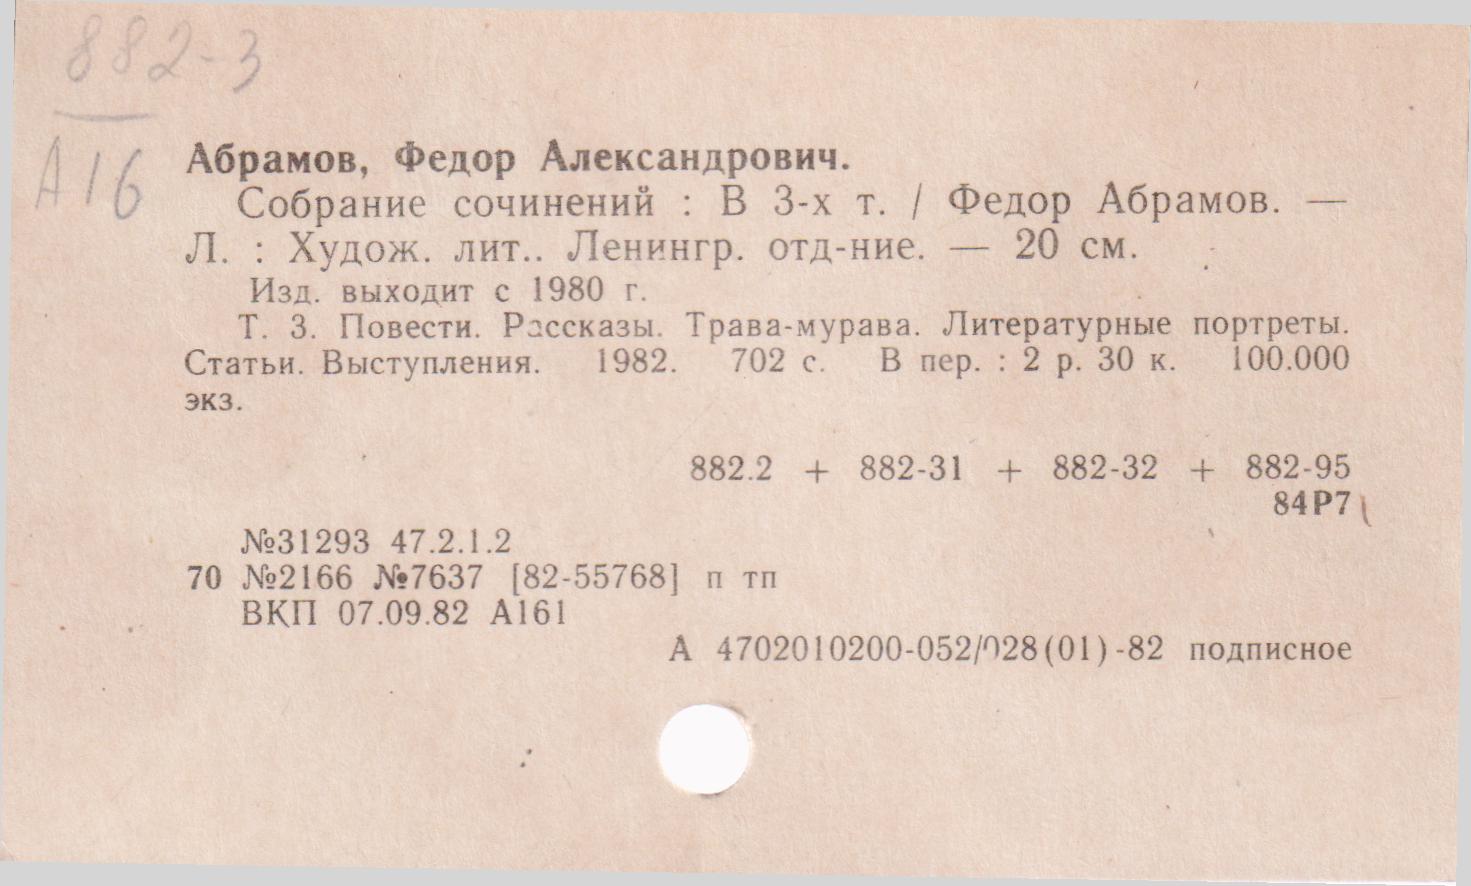 882-3
А16
Абрамов, Федор Александрович.
Собрание сочинений : В 3-х т. / Федор Абрамов. —
Л. : Худож. лит.. Ленингр. отд-ние. — 20 см.
Изд. выходит с 1980 г.
Т. 3. Повести. Рассказы. Трава-мурава. Литературные портреты.
Статьи. Выступления. 1982. 702 с. В пер. : 2 р. 30 к. 100.000
экз.
882.2 + 882-31 + 882-32 + 882-95
84Р7
№31293 47.2.1.2
70 №2166 №7637 [82-55768] п тп
ВКП 07.09.82 А161
А 4702010200-052/028(01)-82 подписное